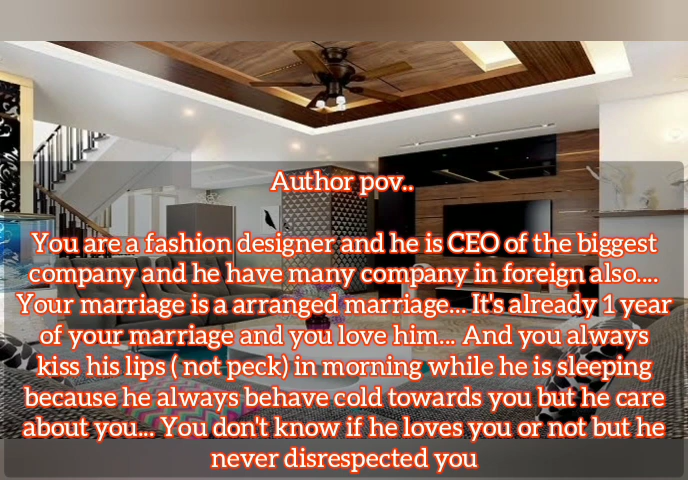 Author pov..
You are a fashion designer and he is CEO of the biggest
company and he have many company in foreign also....
Your marriage is a arranged marriage... It's already 1 year
of your marriage and you love him... And you always
kiss his lips ( not peck) in morning while he is sleeping
because he always behave cold towards you but he care
about you... You don't know if he loves you or not but he
never disrespected you